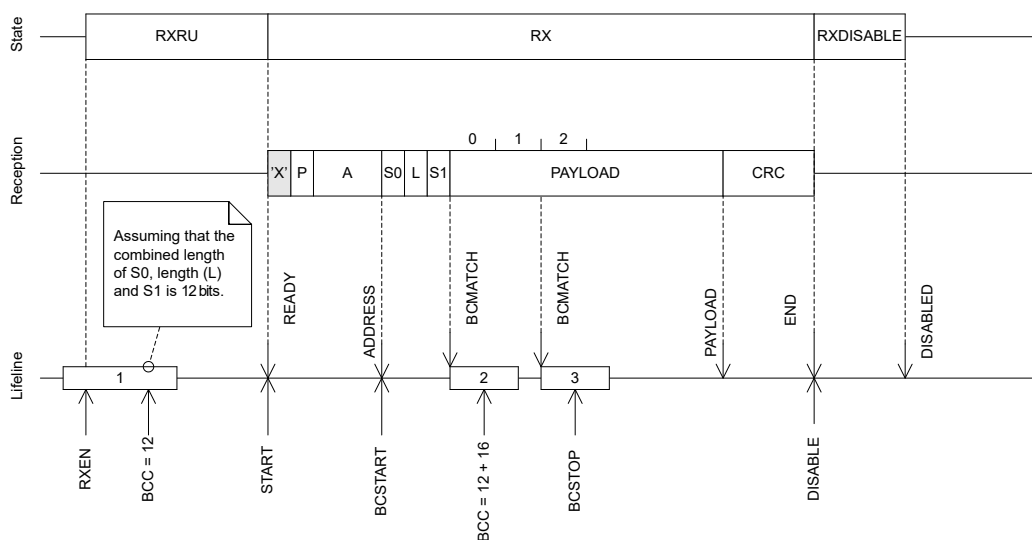 State
RXRU
RX
RXDISABLE
0
1
2
Reception
'X'
P
A
S0
L
S1
PAYLOAD
CRC
Assuming that the
combined length
of S0, length (L)
and S1 is 12 bits.
READY
ADDRESS
BCMATCH
BCMATCH
PAYLOAD
END
DISABLED
Lifeline
1
2
3
RXEN
BCC = 12
START
BCSTART
BCC = 12 + 16
BCSTOP
DISABLE